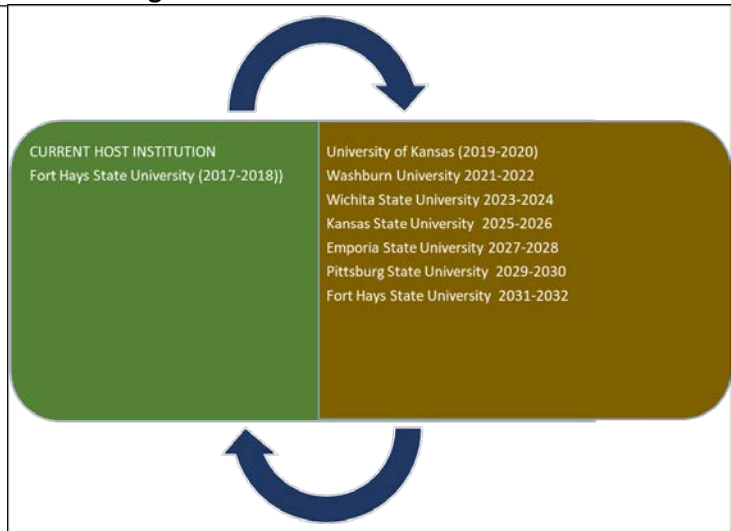 CURRENT HOST INSTITUTION
Fort Hays State University (2017-2018))
University of Kansas (2019-2020)
Washburn University 2021-2022
Wichita State University 2023-2024
Kansas State University 2025-2026
Emporia State University 2027-2028
Pittsburg State University 2029-2030
Fort Hays State University 2031-2032